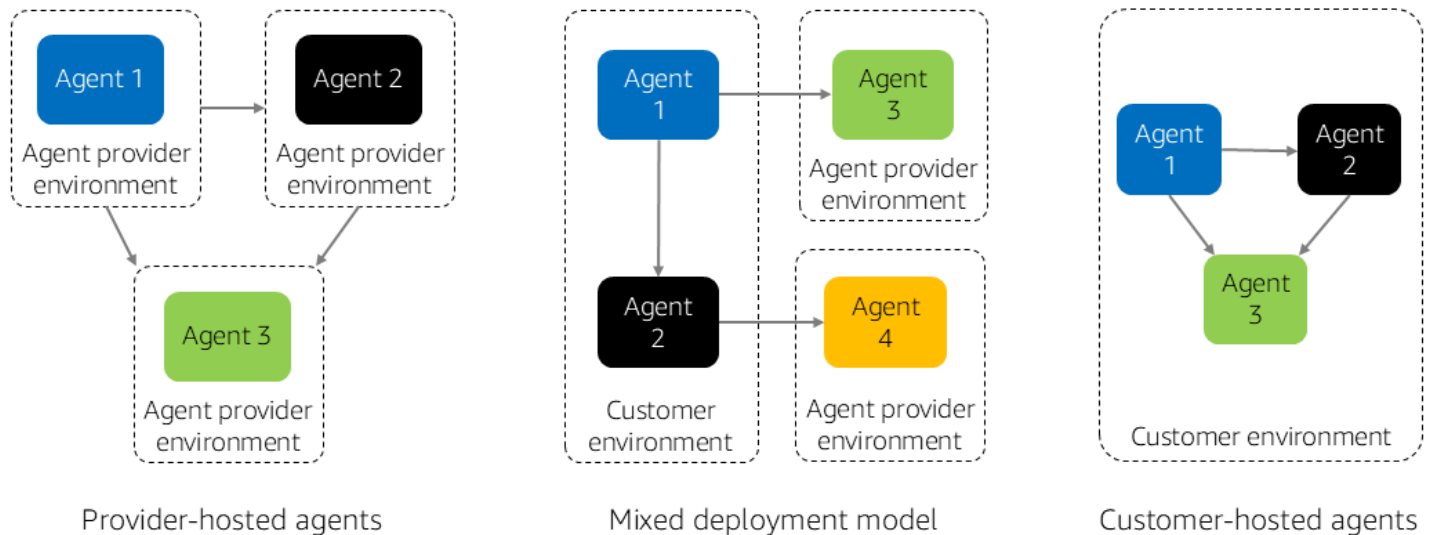 Agent 1
Agent provider
environment
Agent 2
Agent provider
environment
Agent 3
Agent provider
environment
Provider-hosted agents
Agent
1
Agent
2
Customer
environment
Agent
3
Agent provider
environment
Agent
4
Agent provider
environment
Mixed deployment model
Agent
1
Agent
2
Agent
3
Customer environment
Customer-hosted agents